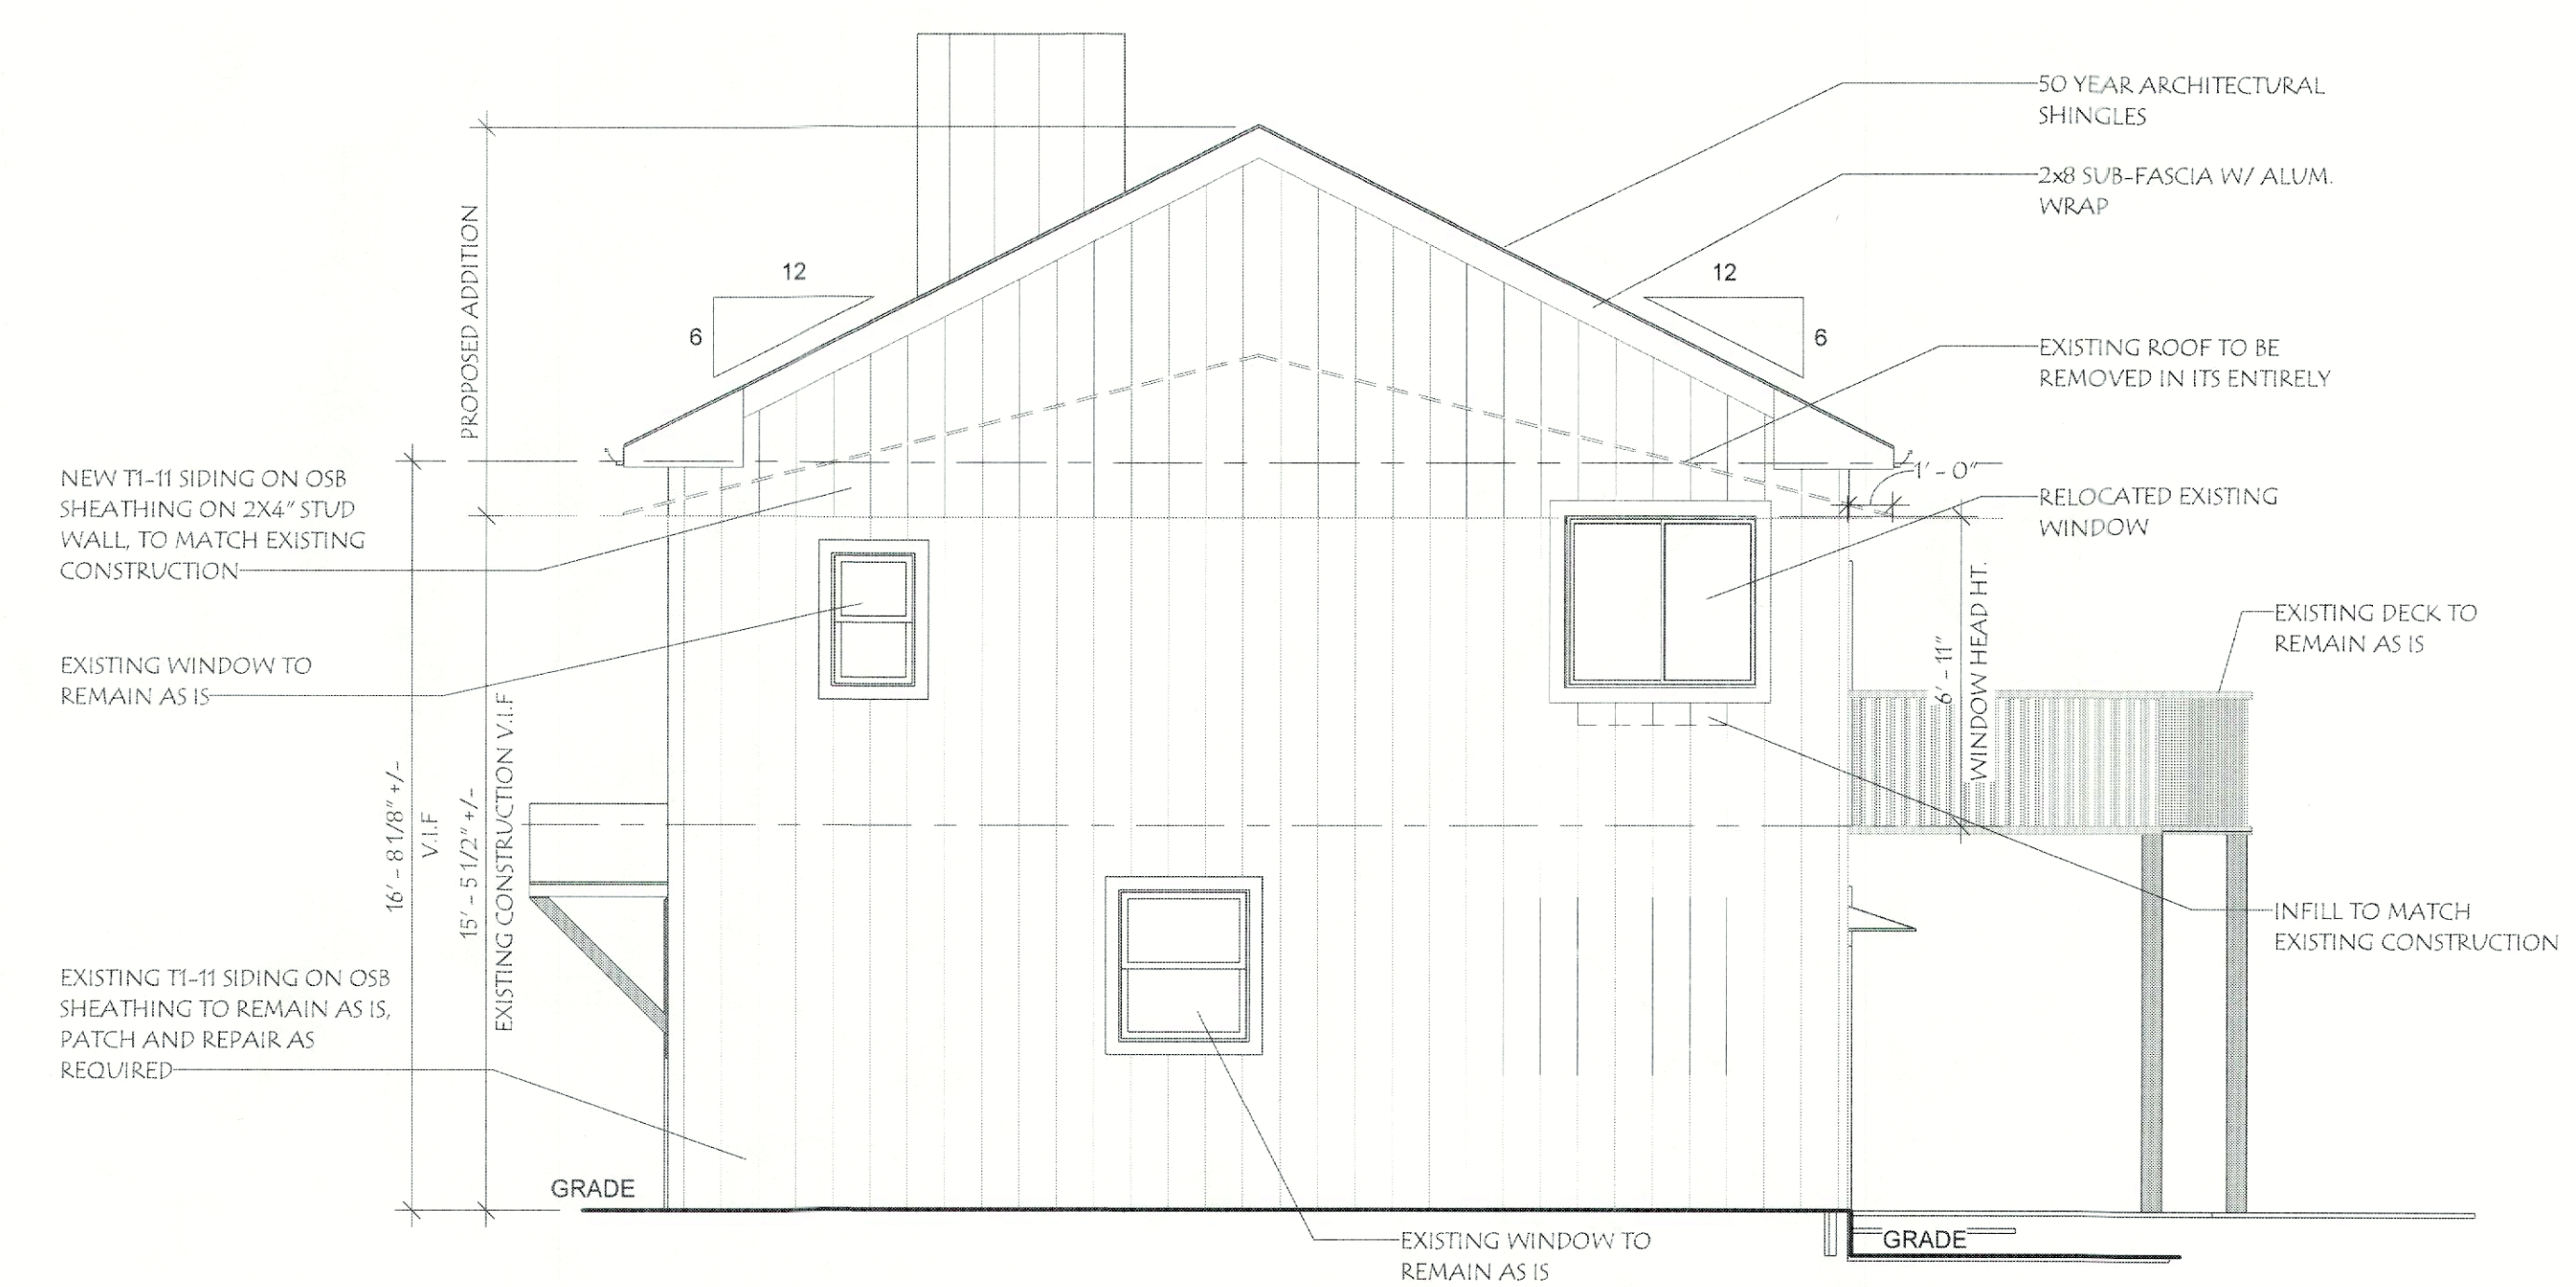 50 YEAR ARCHITECTURAL
SHINGLES
2x8 SUB-FASCIA W/ ALUM.
WRAP
12
6
12
6
PROPOSED ADDITION
EXISTING ROOF TO BE
REMOVED IN ITS ENTIRELY
NEW T1-11 SIDING ON OSB
SHEATHING ON 2X4" STUD
WALL, TO MATCH EXISTING
CONSTRUCTION
1' - 0"
RELOCATED EXISTING
WINDOW
EXISTING WINDOW TO
REMAIN AS IS
6' - 11"
WINDOW HEAD HT.
EXISTING DECK TO
REMAIN AS IS
16' - 8 1/8" +/-
V.I.F
15' - 5 1/2" +/-
EXISTING CONSTRUCTION V.I.F
INFILL TO MATCH
EXISTING CONSTRUCTION
EXISTING T1-11 SIDING ON OSB
SHEATHING TO REMAIN AS IS,
PATCH AND REPAIR AS
REQUIRED
GRADE
EXISTING WINDOW TO
REMAIN AS IS
GRADE